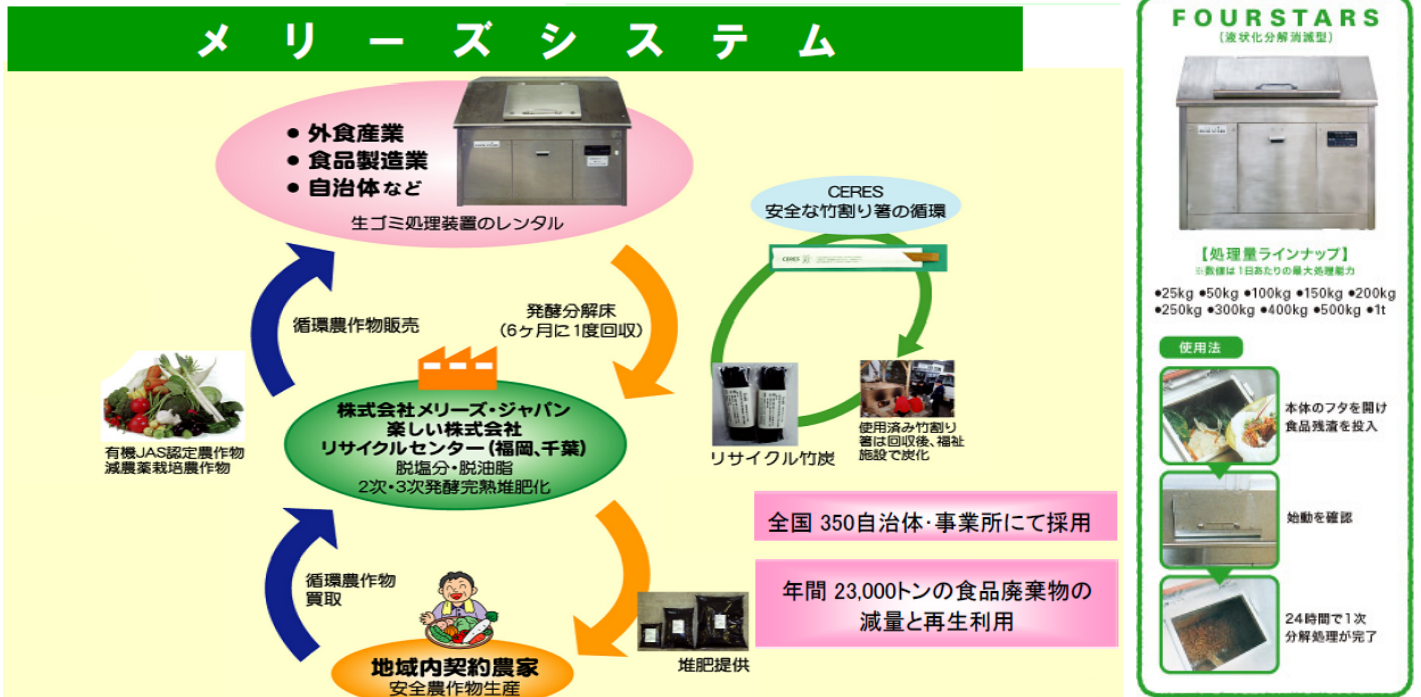 メリーズシステム
● 外食産業
● 食品製造業
● 自治体など
生ゴミ処理装置のレンタル
循環農作物販売
発酵分解床
(6ヶ月に1度回収)
有機JAS認定農作物
減農薬栽培農作物
株式会社メリーズ・ジャパン
楽しい株式会社
リサイクルセンター(福岡、千葉)
脱塩分・脱油脂
2次・3次発酵完熟堆肥化
循環農作物
買取
堆肥提供
地域内契約農家
安全農作物生産
CERES
安全な竹割り箸の循環
CERES
リサイクル竹炭
使用済み竹割り
箸は回収後、福祉
施設で炭化
全国 350自治体・事業所にて採用
年間 23,000トンの食品廃棄物の
減量と再生利用
FOURSTARS
(液状化分解消滅型)
【処理量ラインナップ】
※数値は1日あたりの最大処理能力
●25kg ●50kg ●100kg ●150kg ●200kg
●250kg ●300kg ●400kg ●500kg ●1t
使用法
本体のフタを開け
食品残渣を投入
始動を確認
24時間で1次
分解処理が完了